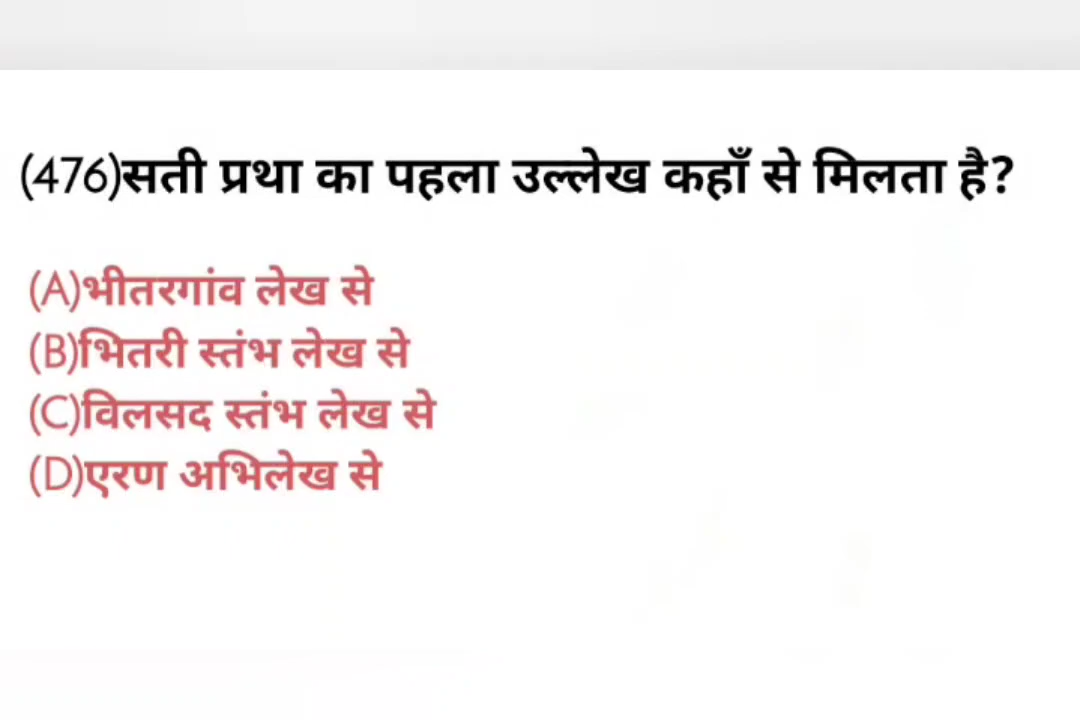 (476)सती प्रथा का पहला उल्लेख कहाँ से मिलता है?
(A)भीतरगांव लेख से
(B)भितरी स्तंभ लेख से
(C)विलसद स्तंभ लेख से
(D)एरण अभिलेख से